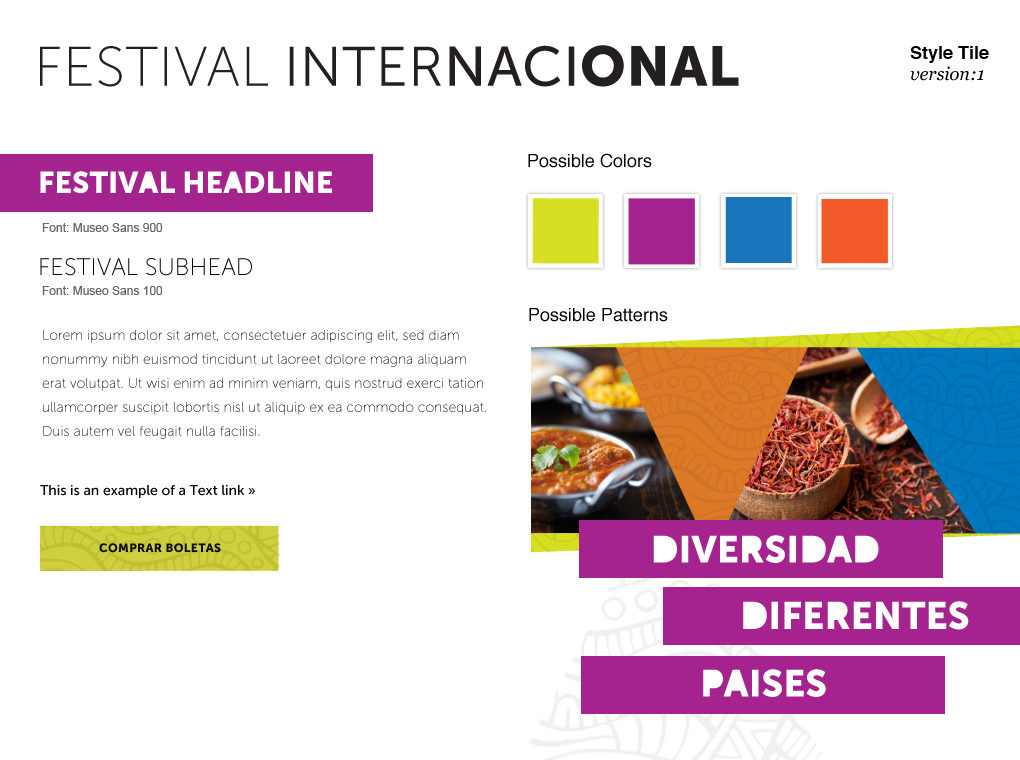 FESTIVAL INTERNACIONAL
Style Tile
version:1
FESTIVAL HEADLINE
Font: Museo Sans 900
FESTIVAL SUBHEAD
Font: Museo Sans 100
Lorem ipsum dolor sit amet, consectetuer adipiscing elit, sed diam
nonummy nibh euismod tincidunt ut laoreet dolore magna aliquam
erat volutpat. Ut wisi enim ad minim veniam, quis nostrud exerci tation
ullamcorper suscipit lobortis nisl ut aliquip ex ea commodo consequat.
Duis autem vel feugait nulla facilisi.
This is an example of a Text link »
COMPRAR BOLETAS
Possible Colors
Possible Patterns
DIVERSIDAD
DIFERENTES
PAISES